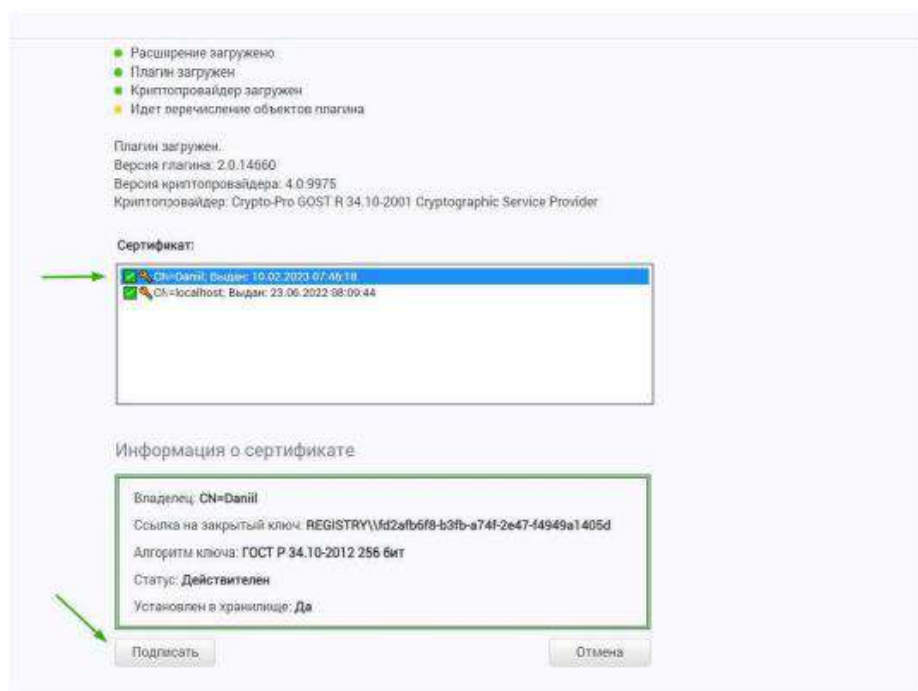 Расширение загружено
Плагин загружен
Криптопровайдер загружен
Идет перечисление объектов плагина
Плагин загружен.
Версия плагина: 2.0.14660
Версия криптопровайдера: 4.0.9975
Криптопровайдер: Crypto-Pro GOST R 34.10-2001 Cryptographic Service Provider
Сертификат:
CN=Daniil; Выдан: 10.02.2023 07:46:18
CN=localhost; Выдан: 23.06.2022 08:09:44
Информация о сертификате
Владелец: CN=Daniil
Ссылка на закрытый ключ: REGISTRY\\fd2afb6f8-b3fb-a74f-2e47-f4949a1405d
Алгоритм ключа: ГОСТ Р 34.10-2012 256 бит
Статус: Действителен
Установлен в хранилище: Да
Подписать Отмена